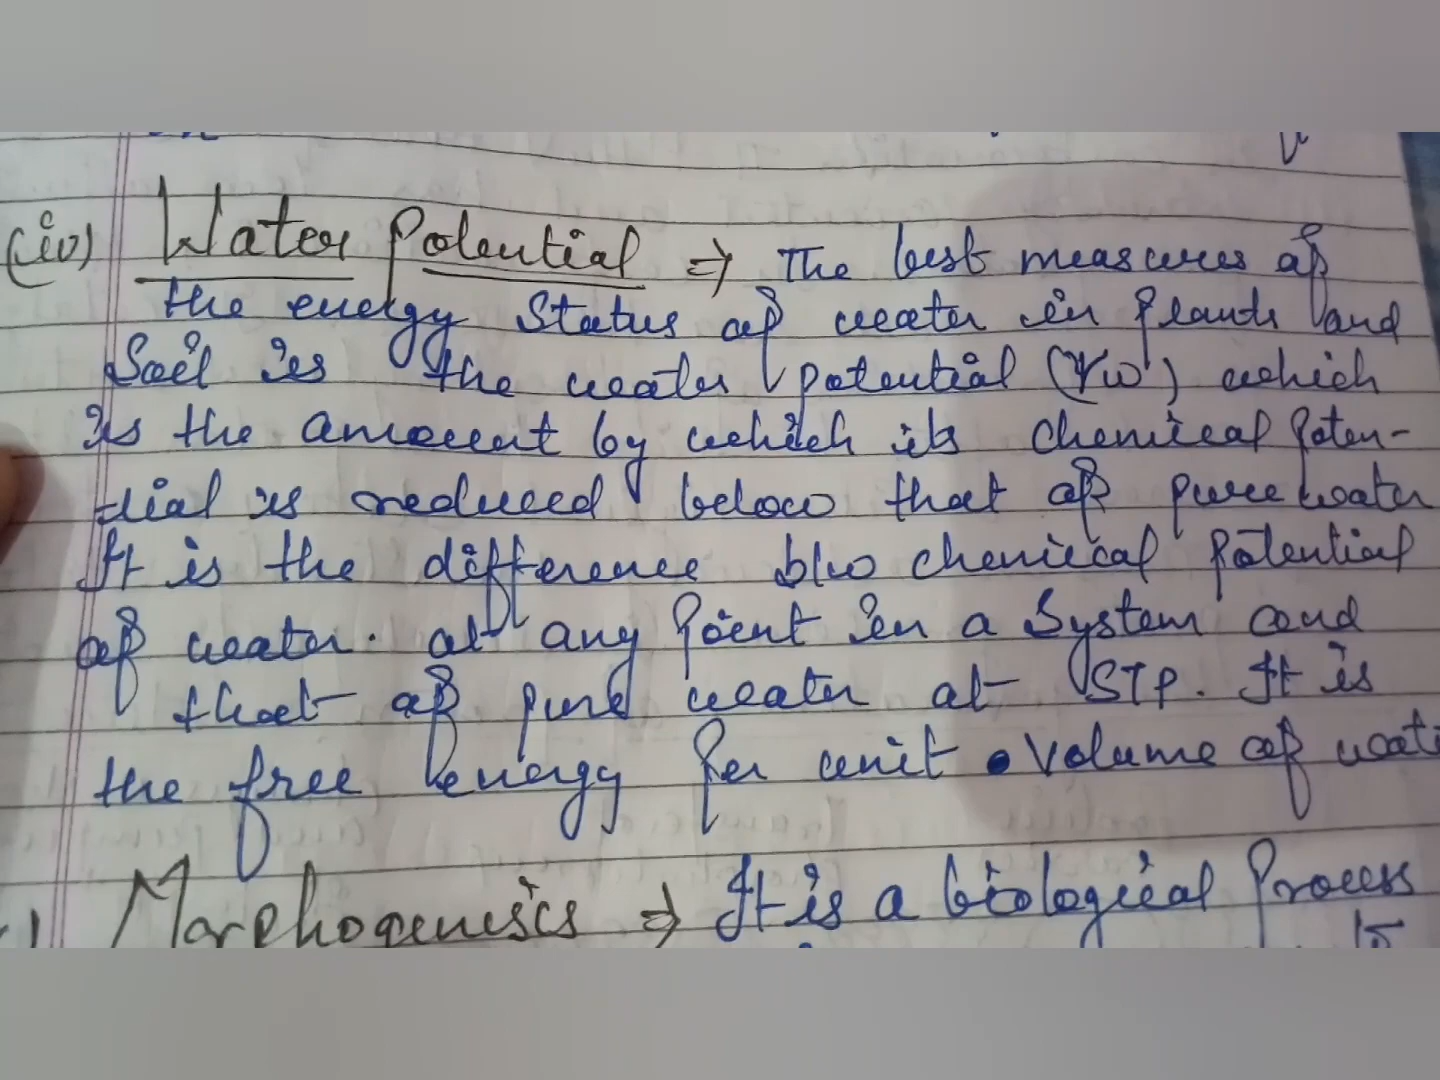 (iv) Water Potential ⇒ The best measures of
the energy Status of water in plants and
Soil is the water potential (Ψw) which
is the amount by which its chemical poten-
tial is reduced below that of pure water
It is the difference b/w chemical potential
of water. at any point in a System and
that of pure water at STP. It is
the free energy per unit volume of wate
Morphogenesics ⇒ It is a biological Process